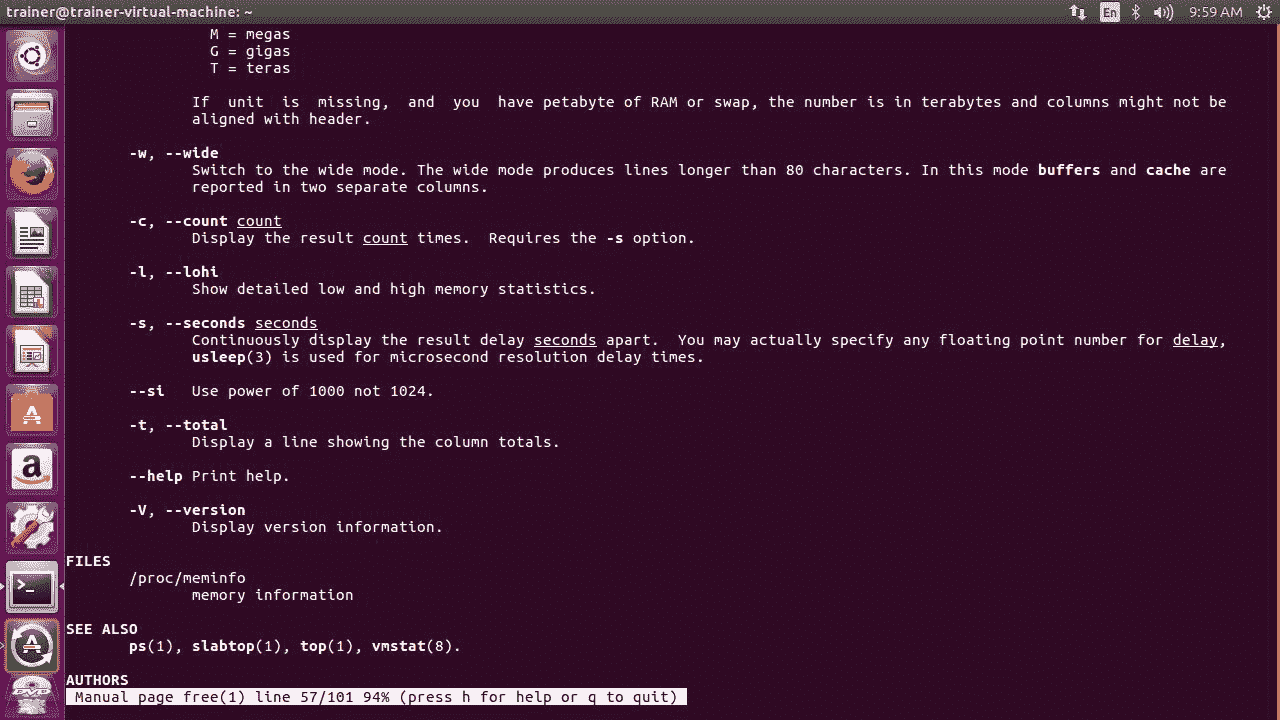 trainer@trainer-virtual-machine: ~
En
9:59 AM
M = megas
G = gigas
T = teras
If unit is missing, and you have petabyte of RAM or swap, the number is in terabytes and columns might not be
aligned with header.
-w, --wide
Switch to the wide mode. The wide mode produces lines longer than 80 characters. In this mode buffers and cache are
reported in two separate columns.
-c, --count count
Display the result count times. Requires the -s option.
-l, --lohi
Show detailed low and high memory statistics.
-s, --seconds seconds
Continuously display the result delay seconds apart. You may actually specify any floating point number for delay,
usleep(3) is used for microsecond resolution delay times.
--si Use power of 1000 not 1024.
-t, --total
Display a line showing the column totals.
--help Print help.
-V, --version
Display version information.
FILES
/proc/meminfo
memory information
SEE ALSO
ps(1), slabtop(1), top(1), vmstat(8).
AUTHORS
Manual page free(1) line 57/101 94% (press h for help or q to quit)